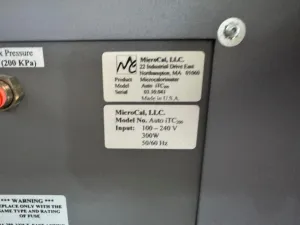 Pressure
(200 KPa)
MicroCal, LLC.
22 Industrial Drive East
Northampton, MA 01060
Product Microcalorimeter
Model Auto iTC200
Serial
Made in U.S.A.
MicroCal, LLC.
Model No. Auto iTC200
Input: 100 – 240 V
300W
50/60 Hz
*** WARNING ***
REPLACE ONLY WITH THE
SAME TYPE AND RATING
OF FUSE